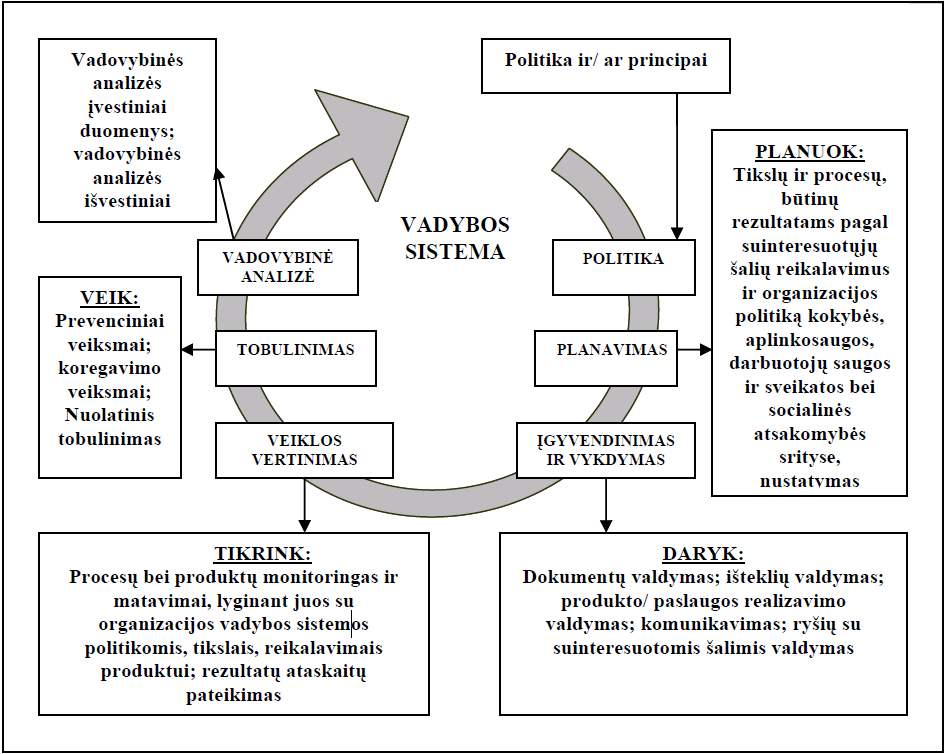 Vadovybinės
analizės
įvestiniai
duomenys;
vadovybinės
analizės
išvestiniai
Politika ir/ ar principai
PLANUOK:
Tikslų ir procesų,
būtinų
rezultatams pagal
suinteresuotųjų
šalių reikalavimus
ir organizacijos
politiką kokybės,
aplinkosaugos,
darbuotojų saugos
ir sveikatos bei
socialinės
atsakomybės
srityse,
nustatymas
VADYBOS
SISTEMA
VADOVYBINĖ
ANALIZĖ
POLITIKA
VEIK:
Prevenciniai
veiksmai;
koregavimo
veiksmai;
Nuolatinis
tobulinimas
TOBULINIMAS
PLANAVIMAS
VEIKLOS
VERTINIMAS
ĮGYVENDINIMAS
IR VYKDYMAS
TIKRINK:
Procesų bei produktų monitoringas ir
matavimai, lyginant juos su
organizacijos vadybos sistemos
politikomis, tikslais, reikalavimais
produktui; rezultatų ataskaitų
pateikimas
DARYK:
Dokumentų valdymas; išteklių valdymas;
produkto/ paslaugos realizavimo
valdymas; komunikavimas; ryšių su
suinteresuotomis šalimis valdymas